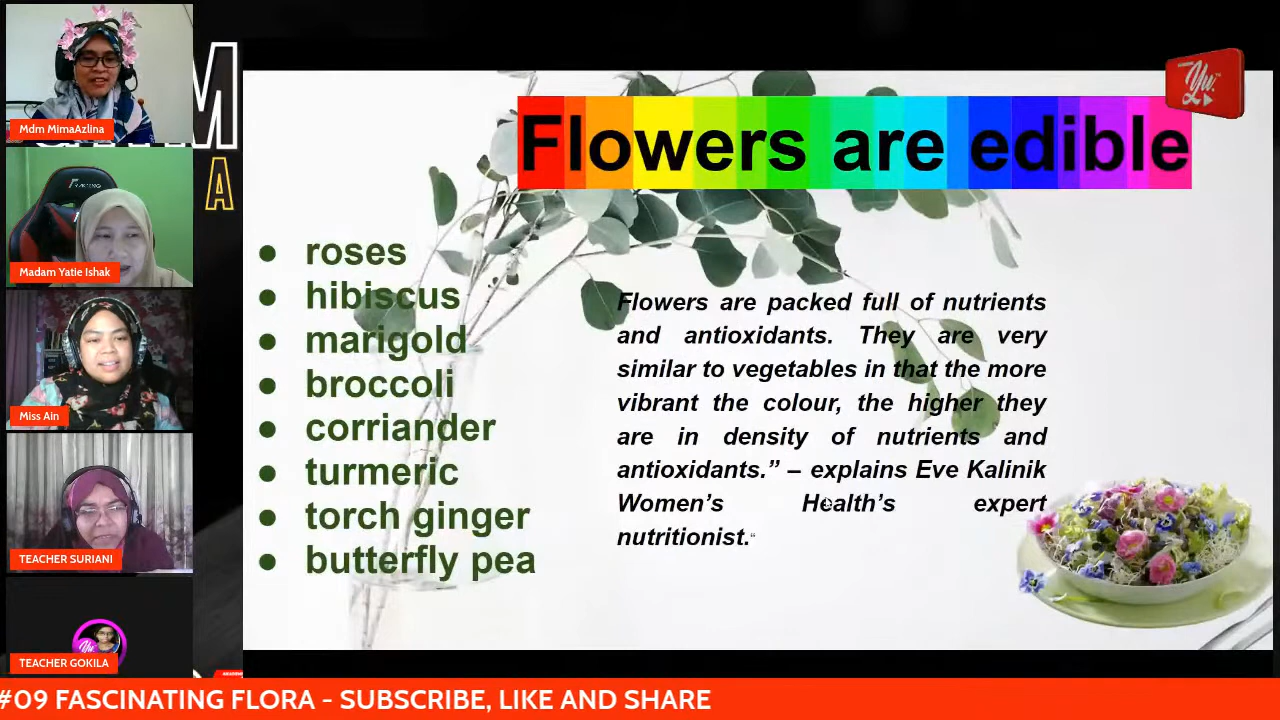 Mdm MimaAzlina
Madam Yatie Ishak
Miss Ain
TEACHER SURIANI
TEACHER GOKILA
M
A
Yu
Flowers are edible
● roses
● hibiscus
● marigold
● broccoli
● corriander
● turmeric
● torch ginger
● butterfly pea
Flowers are packed full of nutrients
and antioxidants. They are very
similar to vegetables in that the more
vibrant the colour, the higher they
are in density of nutrients and
antioxidants.” – explains Eve Kalinik
Women’s Health’s expert
nutritionist.“
#09 FASCINATING FLORA - SUBSCRIBE, LIKE AND SHARE